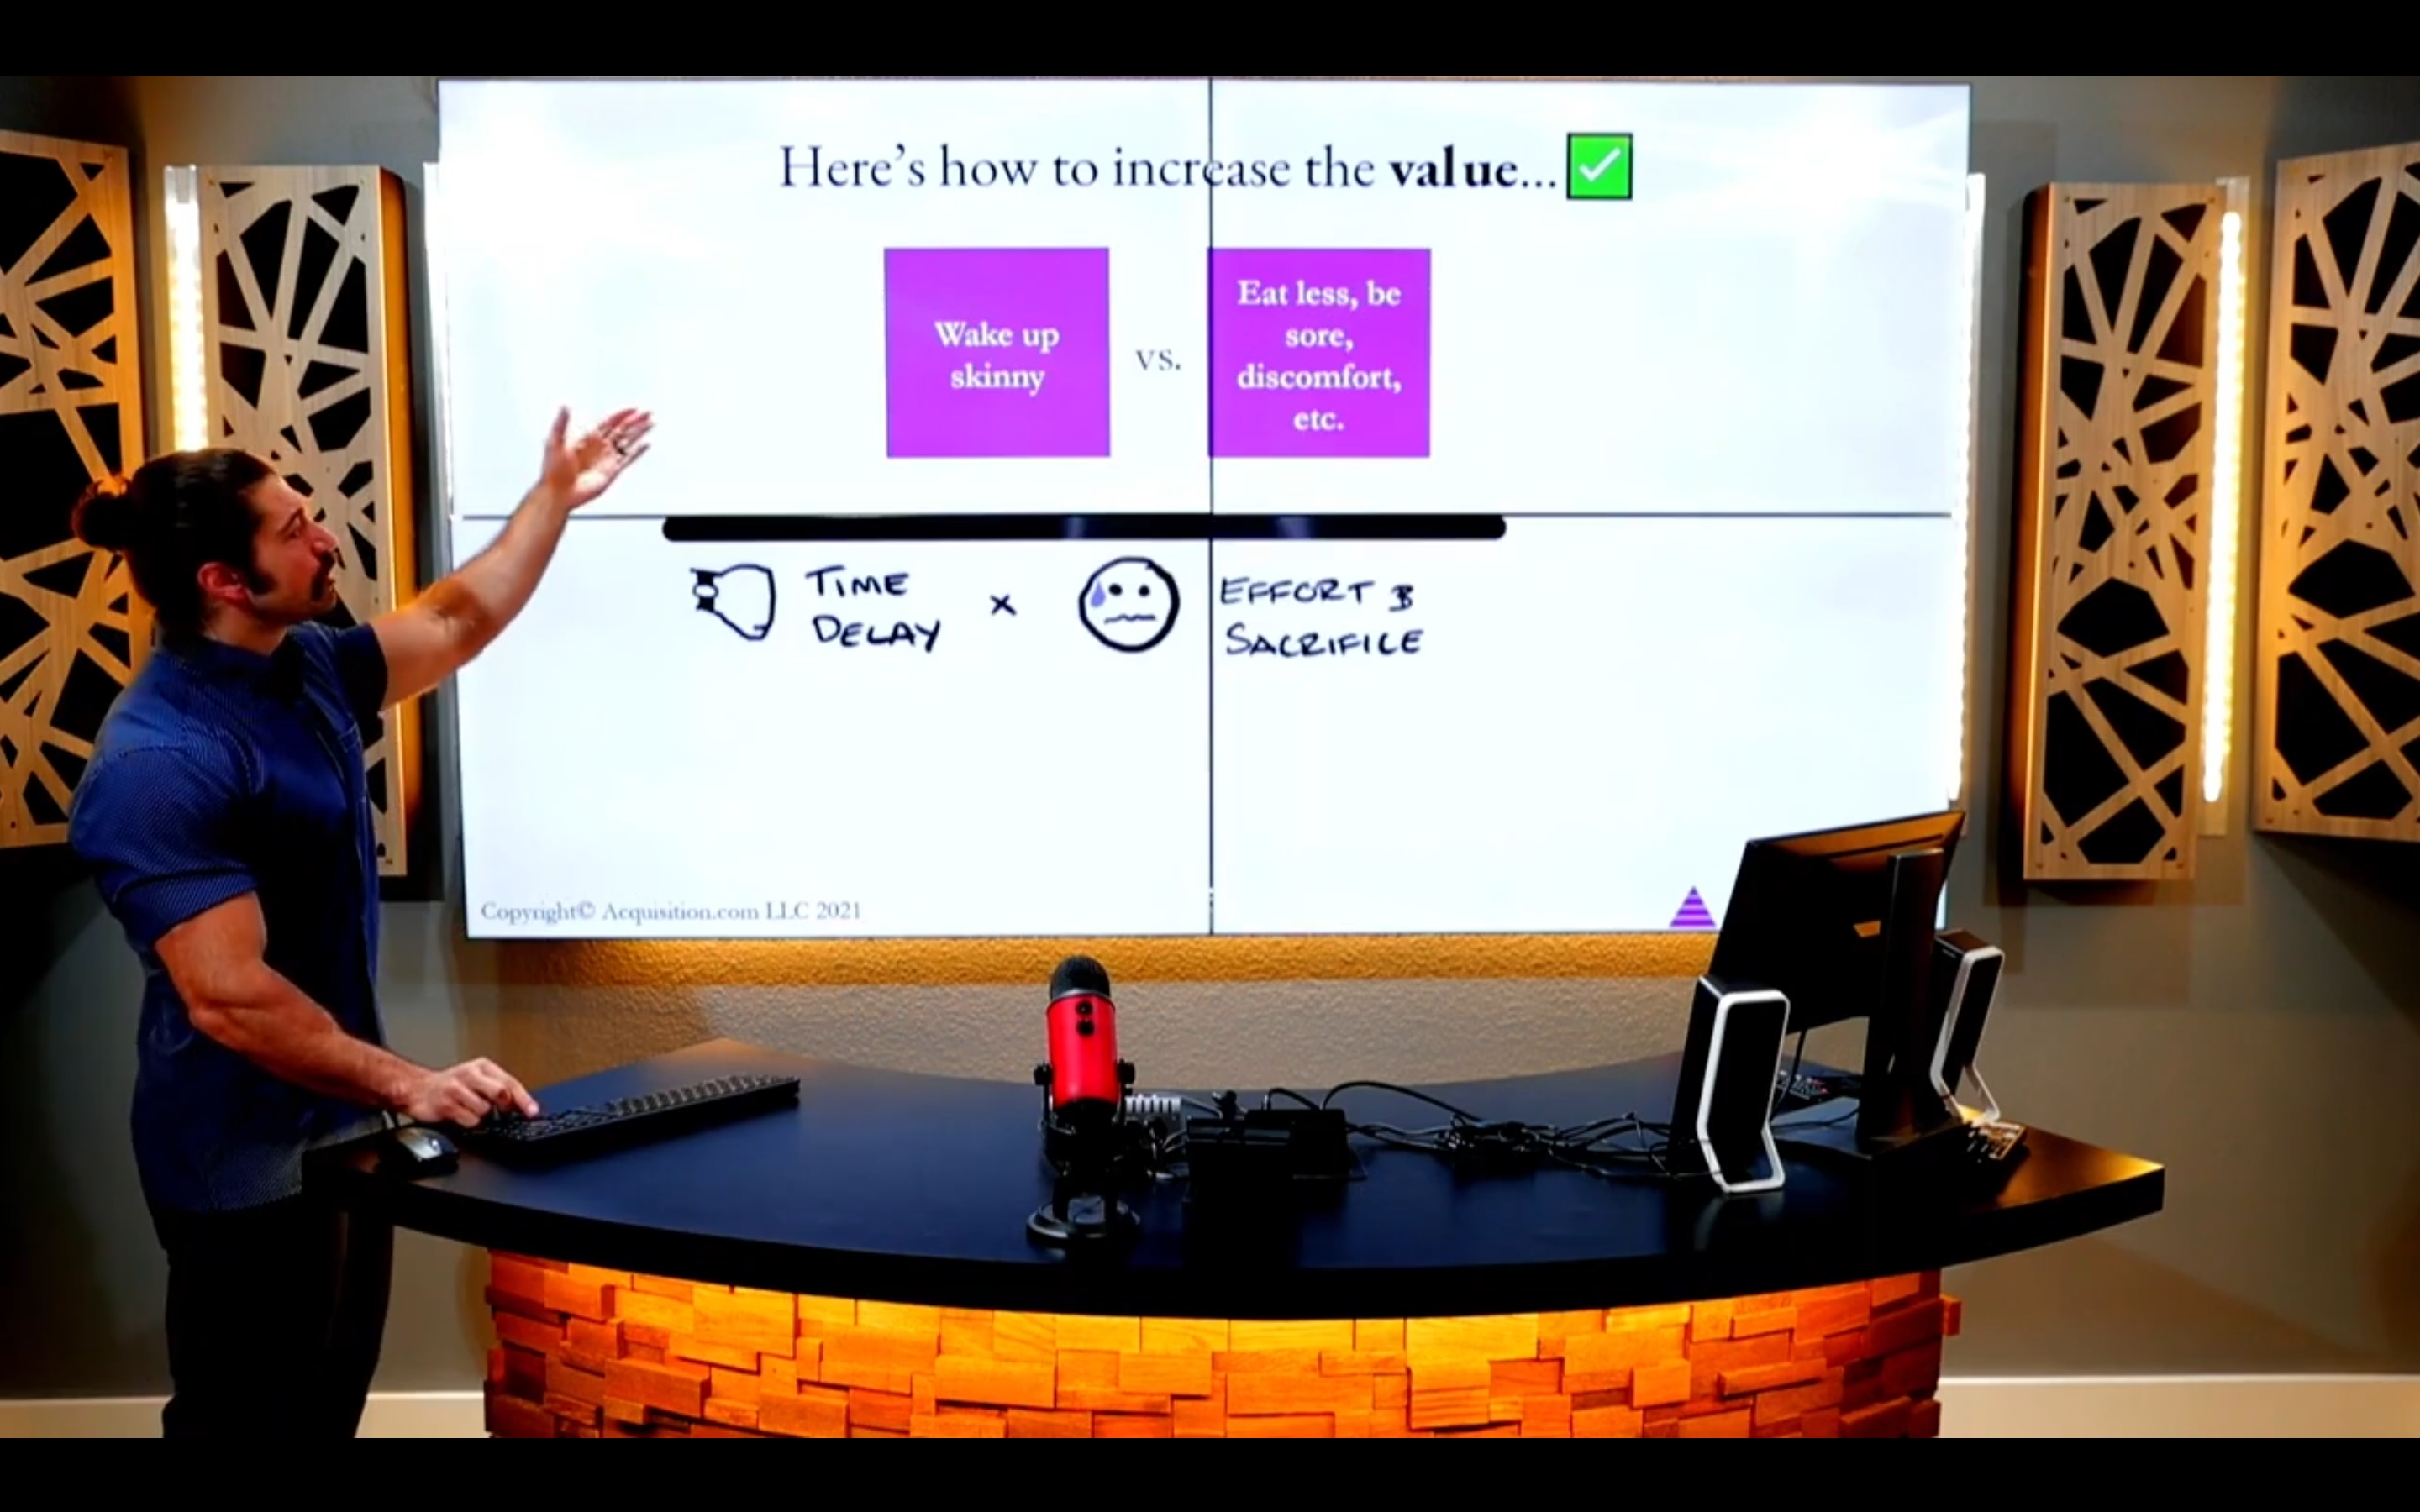 Here's how to increase the value...
Wake up
skinny
vs.
Eat less, be
sore,
discomfort,
etc.
TIME
DELAY
x
EFFORT &
SACRIFICE
Copyright© Acquisition.com LLC 2021